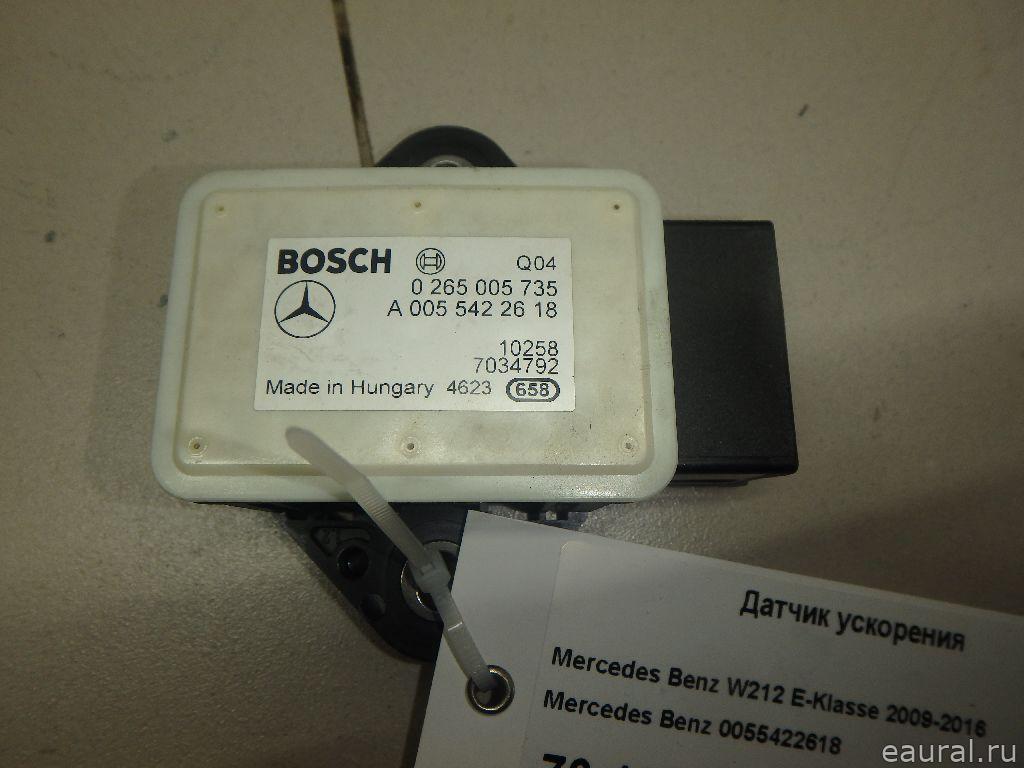 BOSCH
Q04
0 265 005 735
A 005 542 26 18
10258
7034792
Made in Hungary 4623 658
Датчик ускорения
Mercedes Benz W212 E-Klasse 2009-2016
Mercedes Benz 0055422618
eaural.ru